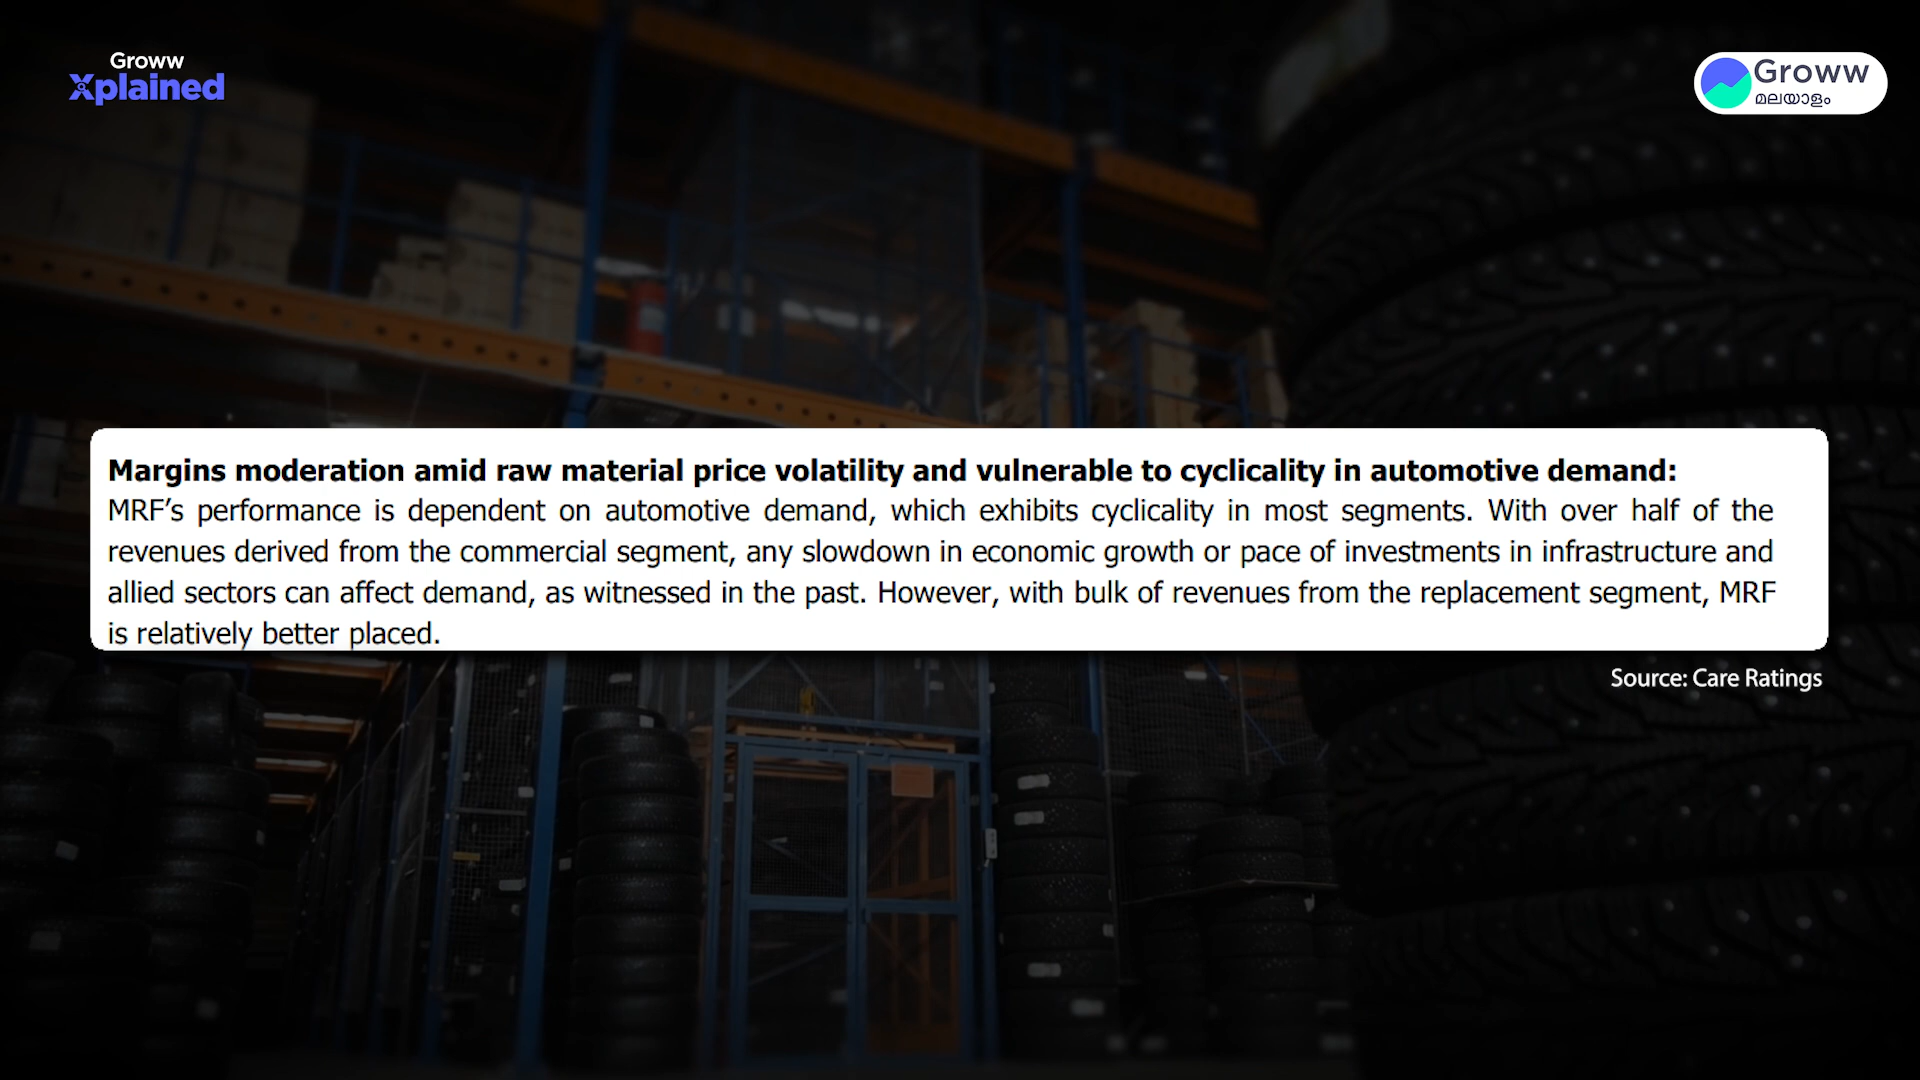 Groww
Xplained
Groww
മലയാളം
Margins moderation amid raw material price volatility and vulnerable to cyclicality in automotive demand:
MRF’s performance is dependent on automotive demand, which exhibits cyclicality in most segments. With over half of the
revenues derived from the commercial segment, any slowdown in economic growth or pace of investments in infrastructure and
allied sectors can affect demand, as witnessed in the past. However, with bulk of revenues from the replacement segment, MRF
is relatively better placed.
Source: Care Ratings